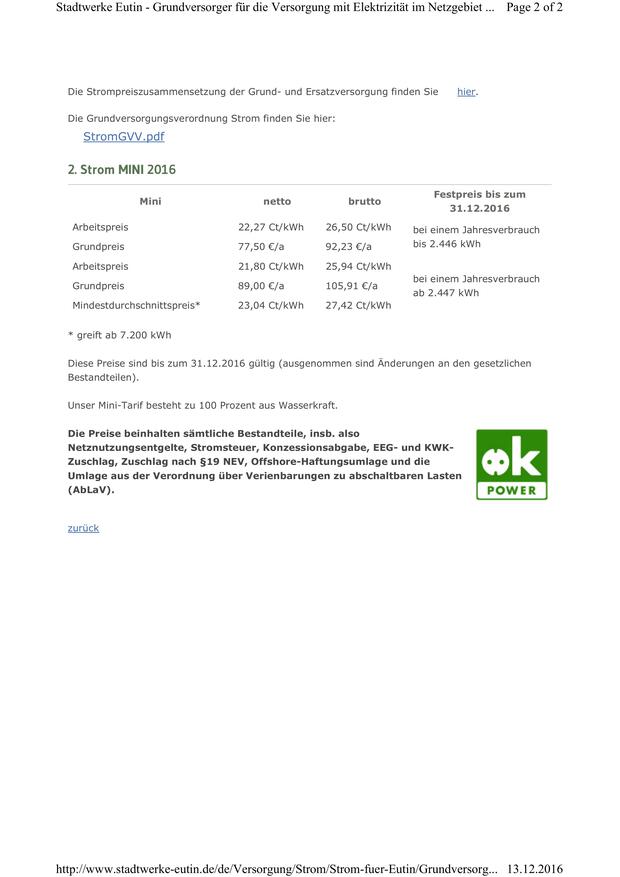 Stadtwerke Eutin - Grundversorger für die Versorgung mit Elektrizität im Netzgebiet ... Page 2 of 2
Die Strompreiszusammensetzung der Grund- und Ersatzversorgung finden Sie hier.
Die Grundversorgungsverordnung Strom finden Sie hier:
StromGVV.pdf
2. Strom MINI 2016
Mini netto brutto Festpreis bis zum
31.12.2016
Arbeitspreis 22,27 Ct/kWh 26,50 Ct/kWh bei einem Jahresverbrauch
Grundpreis 77,50 €/a 92,23 €/a bis 2.446 kWh
Arbeitspreis 21,80 Ct/kWh 25,94 Ct/kWh bei einem Jahresverbrauch
Grundpreis 89,00 €/a 105,91 €/a ab 2.447 kWh
Mindestdurchschnittspreis* 23,04 Ct/kWh 27,42 Ct/kWh
* greift ab 7.200 kWh
Diese Preise sind bis zum 31.12.2016 gültig (ausgenommen sind Änderungen an den gesetzlichen
Bestandteilen).
Unser Mini-Tarif besteht zu 100 Prozent aus Wasserkraft.
Die Preise beinhalten sämtliche Bestandteile, insb. also
Netznutzungsentgelte, Stromsteuer, Konzessionsabgabe, EEG- und KWK-
Zuschlag, Zuschlag nach §19 NEV, Offshore-Haftungsumlage und die
Umlage aus der Verordnung über Verienbarungen zu abschaltbaren Lasten
(AbLaV).
ok
POWER
zurück
http://www.stadtwerke-eutin.de/de/Versorgung/Strom/Strom-fuer-Eutin/Grundversorg... 13.12.2016